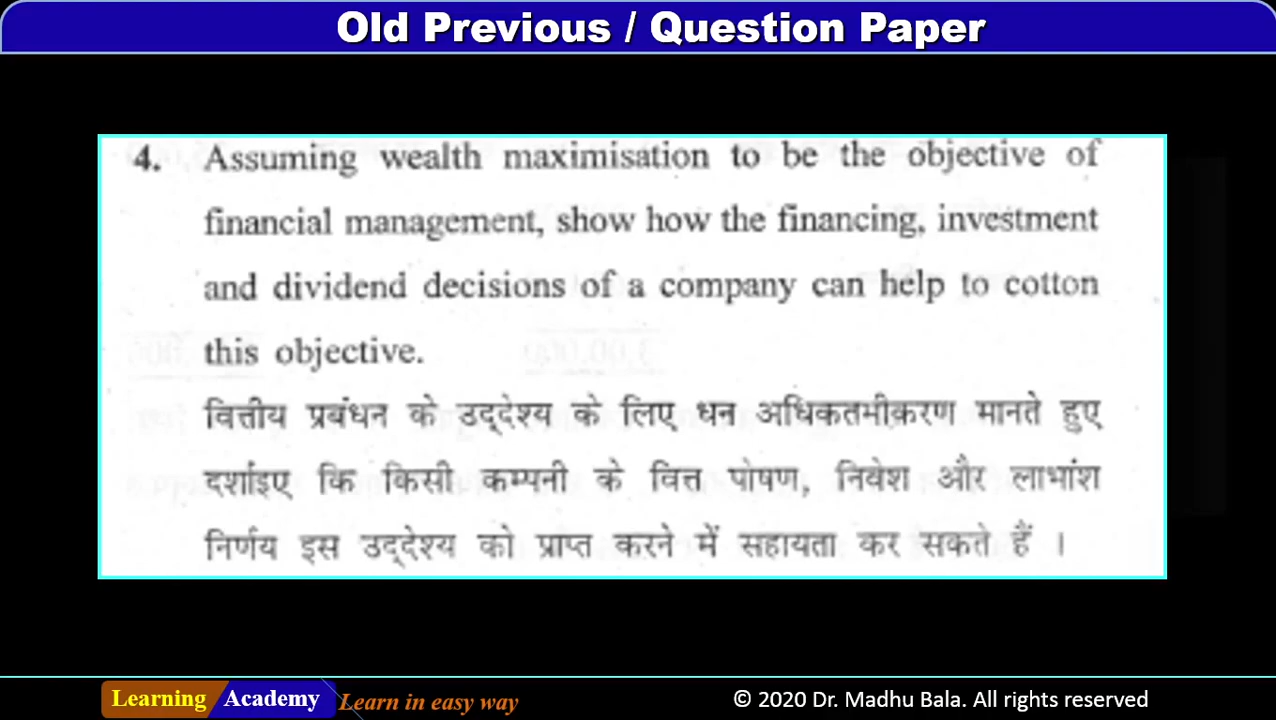 Old Previous / Question Paper
4. Assuming wealth maximisation to be the objective of
financial management, show how the financing, investment
and dividend decisions of a company can help to cotton
this objective.
वित्तीय प्रबंधन के उद्देश्य के लिए धन अधिकतमीकरण मानते हुए
दर्शाइए कि किसी कम्पनी के वित्त पोषण, निवेश और लाभांश
निर्णय इस उद्देश्य को प्राप्त करने में सहायता कर सकते हैं ।
Learning Academy Learn in easy way
© 2020 Dr. Madhu Bala. All rights reserved